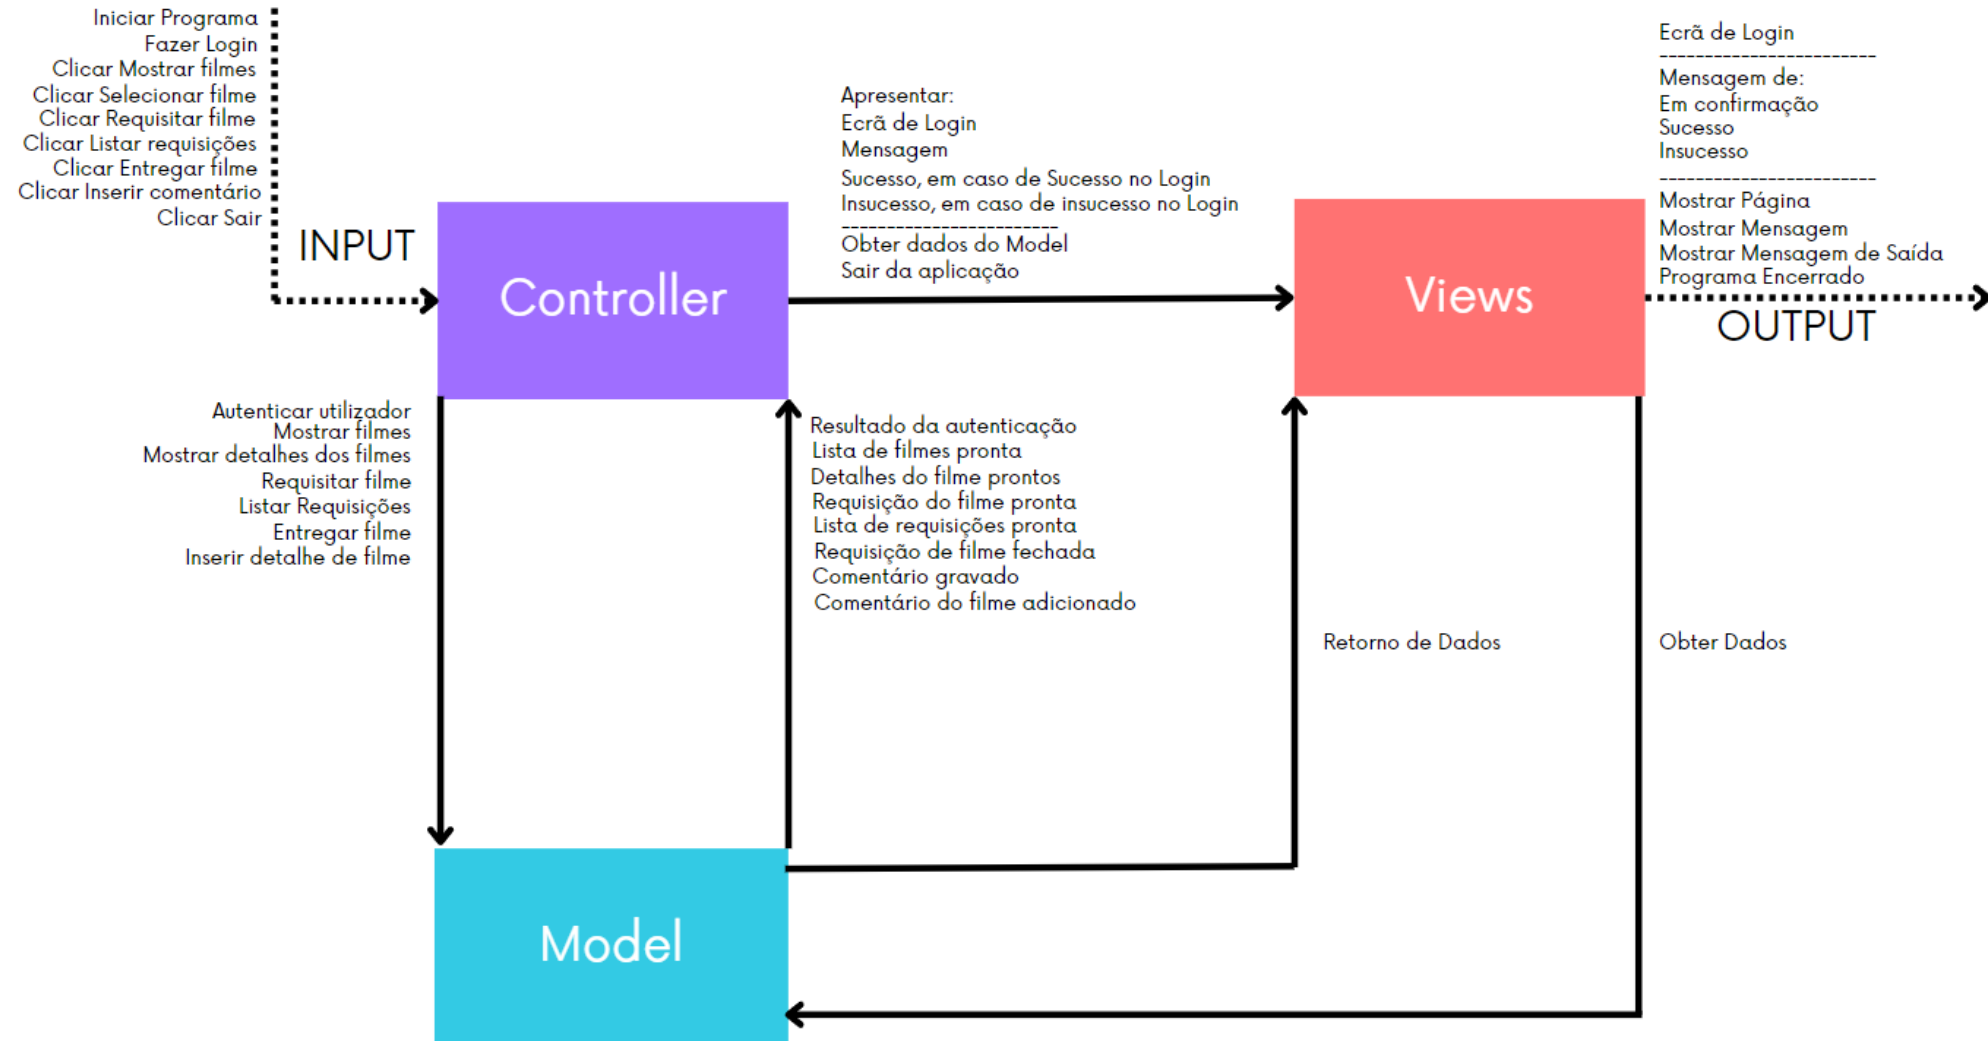 Iniciar Programa
Fazer Login
Clicar Mostrar filmes
Clicar Selecionar filme
Clicar Requisitar filme
Clicar Listar requisições
Clicar Entregar filme
Clicar Inserir comentário
Clicar Sair
INPUT
Controller
Apresentar:
Ecrã de Login
Mensagem
Sucesso, em caso de Sucesso no Login
Insucesso, em caso de insucesso no Login
------------------------
Obter dados do Model
Sair da aplicação
Views
Ecrã de Login
------------------------
Mensagem de:
Em confirmação
Sucesso
Insucesso
------------------------
Mostrar Página
Mostrar Mensagem
Mostrar Mensagem de Saída
Programa Encerrado
OUTPUT
Autenticar utilizador
Mostrar filmes
Mostrar detalhes dos filmes
Requisitar filme
Listar Requisições
Entregar filme
Inserir detalhe de filme
Resultado da autenticação
Lista de filmes pronta
Detalhes do filme prontos
Requisição do filme pronta
Lista de requisições pronta
Requisição de filme fechada
Comentário gravado
Comentário do filme adicionado
Retorno de Dados
Obter Dados
Model